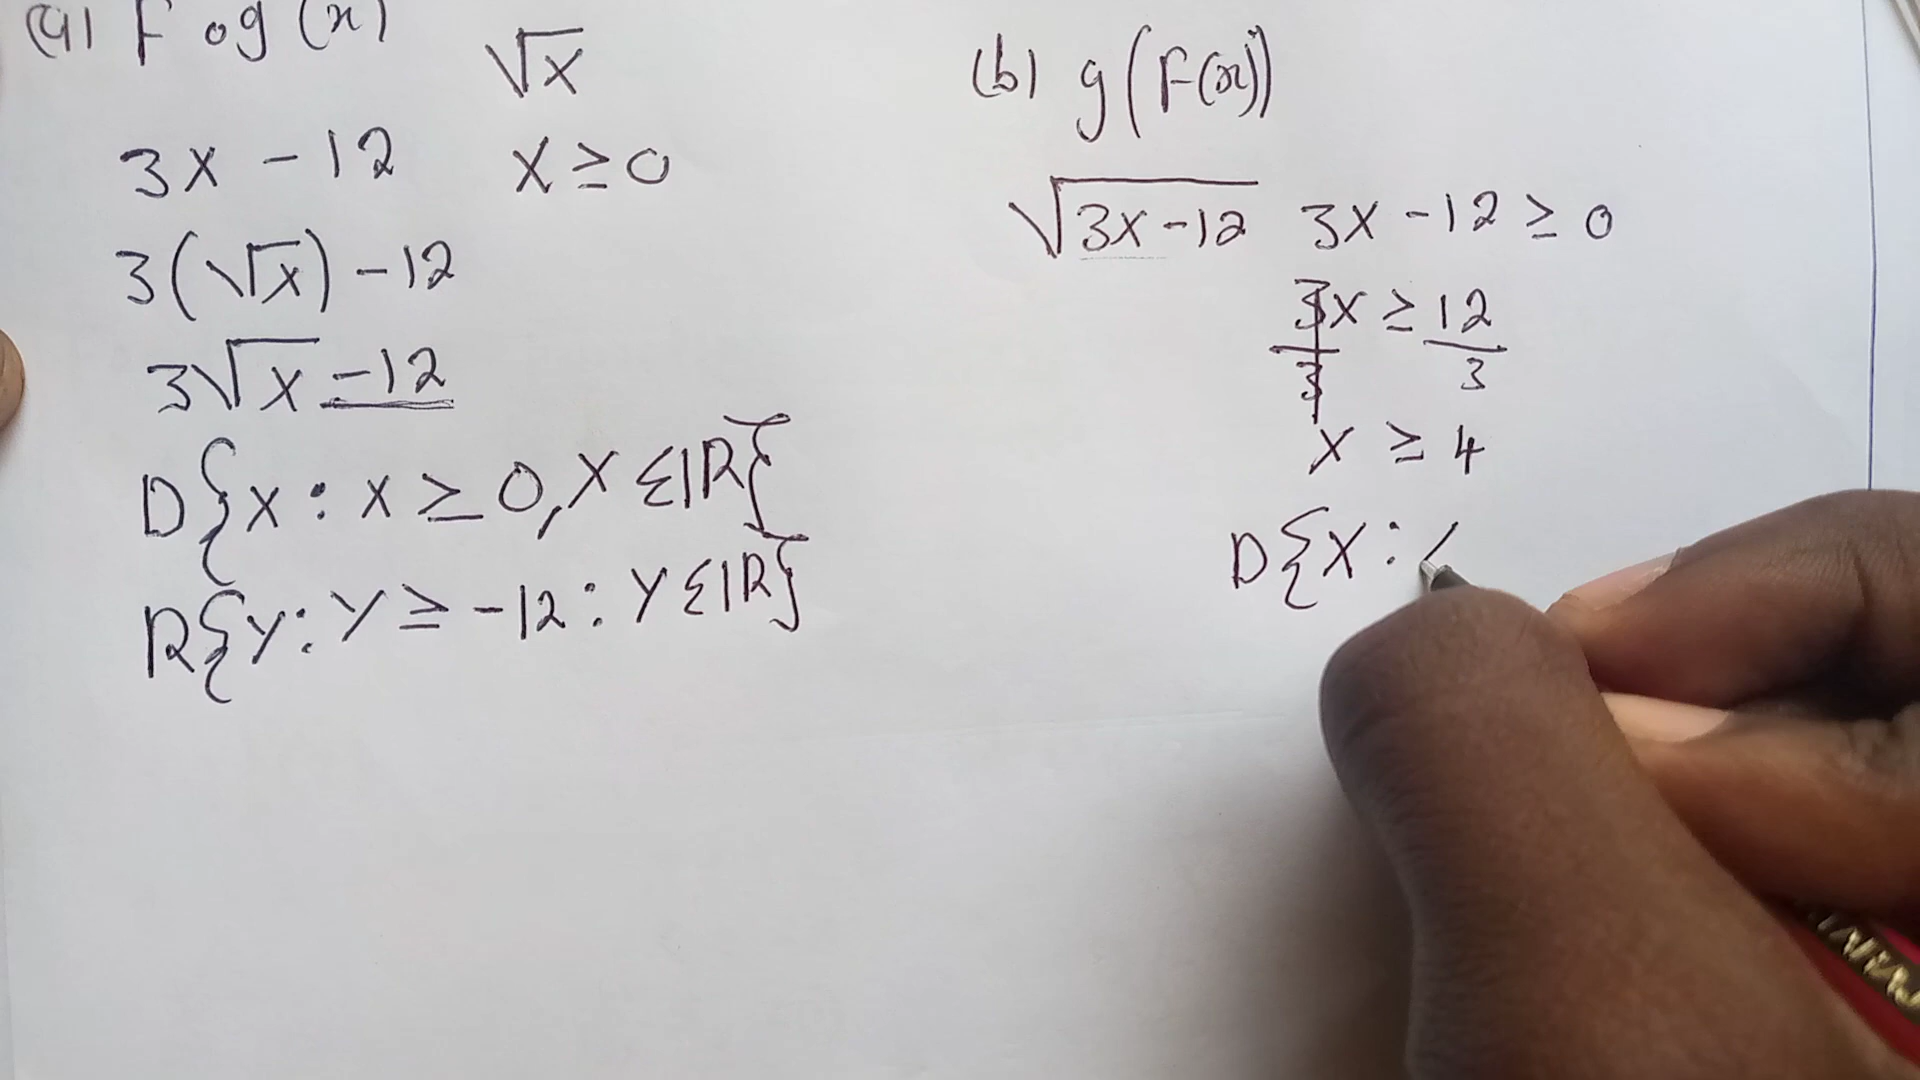 (a) F o g (x)
√x
3x - 12 x ≥ 0
3(√x) - 12
3√x - 12
D{x : x ≥ 0, x ∈ ℝ}
R{y : y ≥ -12 : y ∈ ℝ}
(b) g(F(x))
√3x - 12 3x - 12 ≥ 0
3x ≥ 12
3 3
x ≥ 4
D{x :